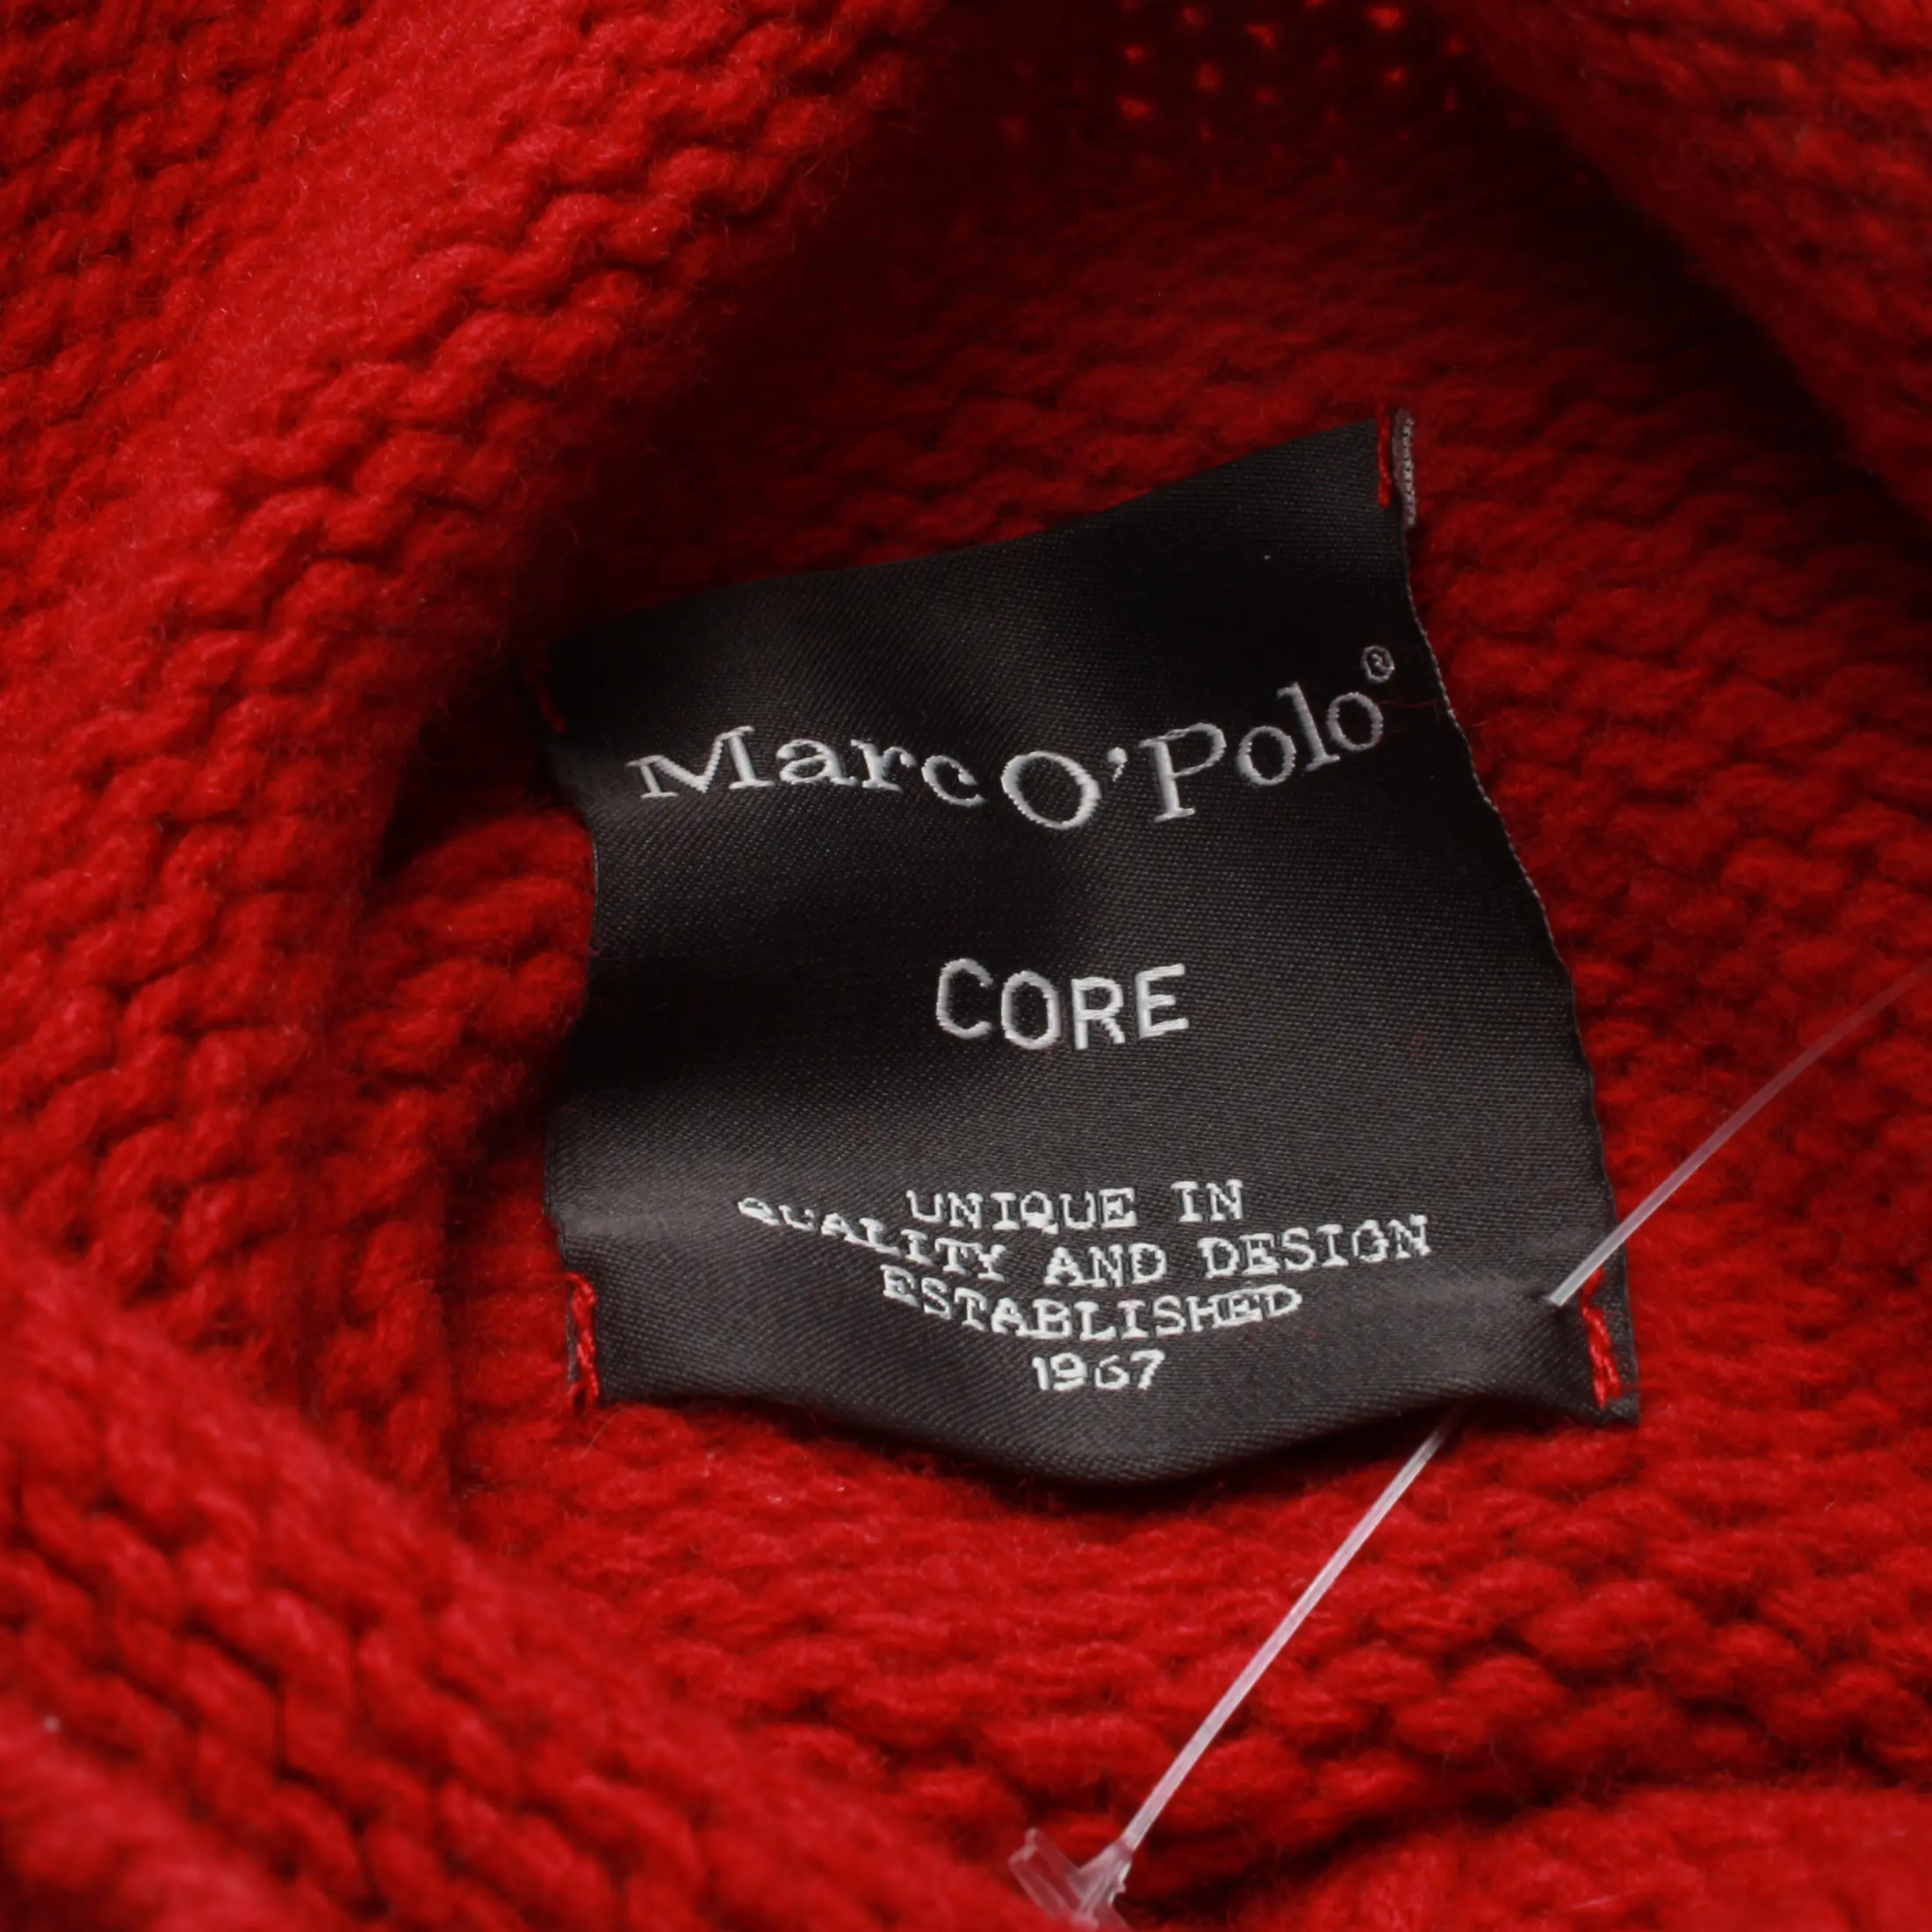 Marc O'Polo®
CORE
UNIQUE IN
QUALITY AND DESIGN
ESTABLISHED
1967